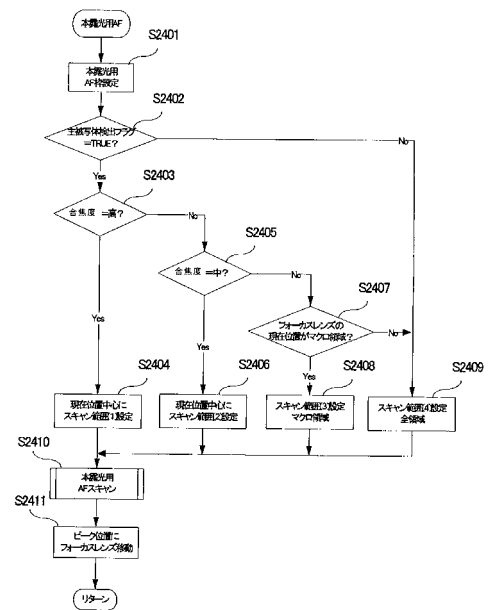 本露光用AF
S2401
本露光用
AF枠設定
S2402
主被写体検出フラグ
=TRUE?
No
Yes
S2403
合焦度 =高?
No
S2405
合焦度 =中?
No
S2407
フォーカスレンズの
現在位置がマクロ領域?
No
Yes
Yes
Yes
S2404
現在位置中心に
スキャン範囲(1)設定
S2406
現在位置中心に
スキャン範囲(2)設定
S2408
スキャン範囲(3)設定
マクロ領域
S2409
スキャン範囲(4)設定
全領域
S2410
本露光用
AFスキャン
S2411
ピーク位置に
フォーカスレンズ移動
リターン